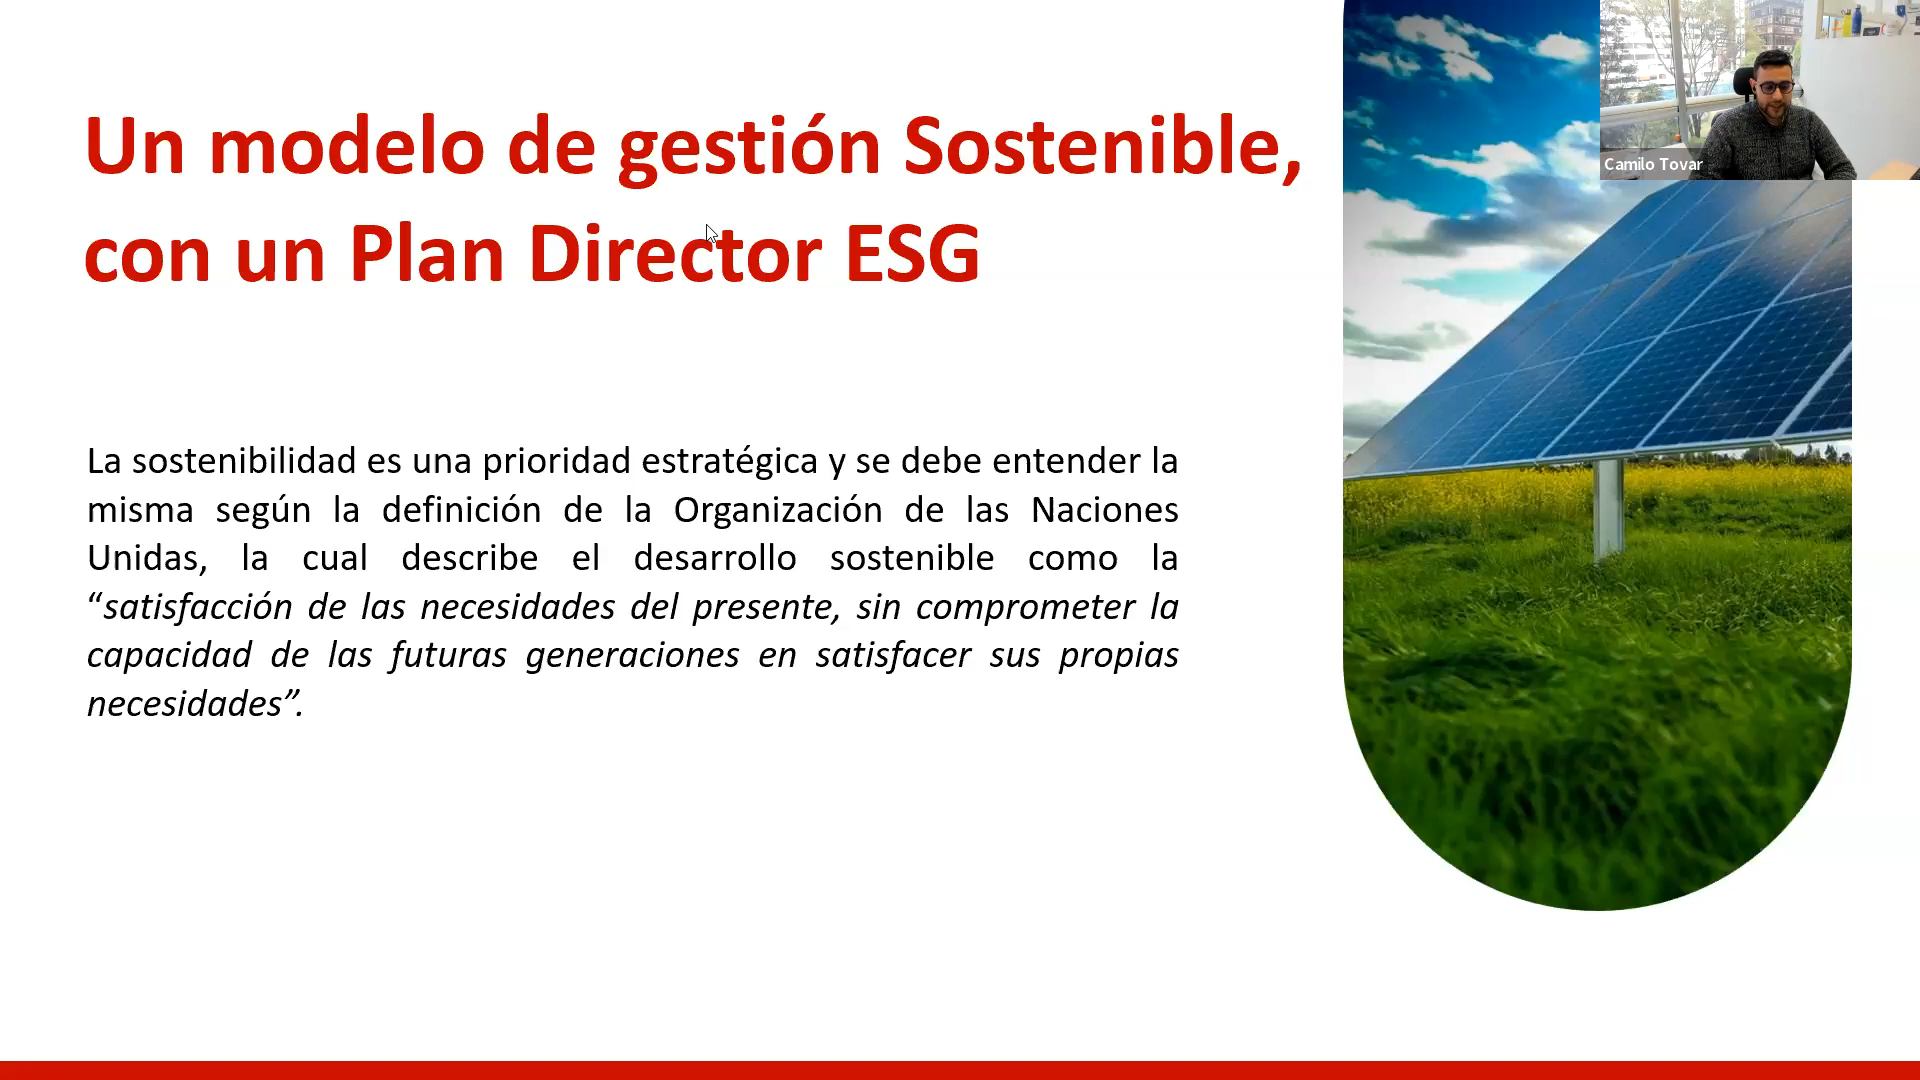 Un modelo de gestión Sostenible,
con un Plan Director ESG
Camilo Tovar
La sostenibilidad es una prioridad estratégica y se debe entender la
misma según la definición de la Organización de las Naciones
Unidas, la cual describe el desarrollo sostenible como la
“satisfacción de las necesidades del presente, sin comprometer la
capacidad de las futuras generaciones en satisfacer sus propias
necesidades”.